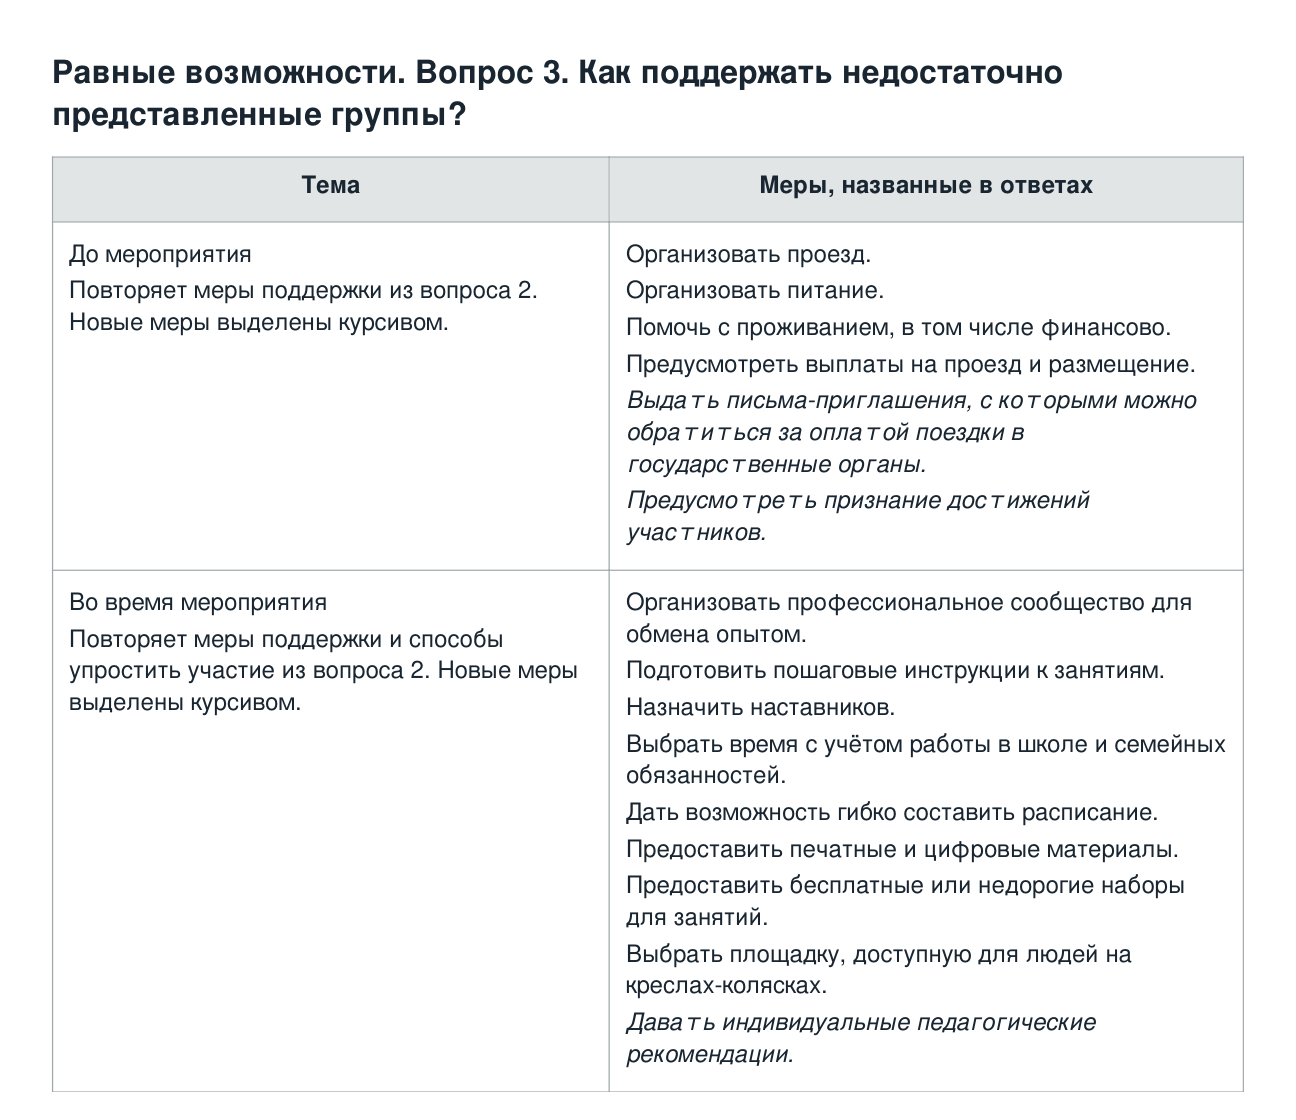 Равные возможности. Вопрос 3. Как поддержать недостаточно
представленные группы?
Тема
Меры, названные в ответах
До мероприятия
Повторяет меры поддержки из вопроса 2.
Новые меры выделены курсивом.
Организовать проезд.
Организовать питание.
Помочь с проживанием, в том числе финансово.
Предусмотреть выплаты на проезд и размещение.
Выдать письма-приглашения, с которыми можно
обратиться за оплатой поездки в
государственные органы.
Предусмотреть признание достижений
участников.
Во время мероприятия
Повторяет меры поддержки и способы
упростить участие из вопроса 2. Новые меры
выделены курсивом.
Организовать профессиональное сообщество для
обмена опытом.
Подготовить пошаговые инструкции к занятиям.
Назначить наставников.
Выбрать время с учётом работы в школе и семейных
обязанностей.
Дать возможность гибко составить расписание.
Предоставить печатные и цифровые материалы.
Предоставить бесплатные или недорогие наборы
для занятий.
Выбрать площадку, доступную для людей на
креслах-колясках.
Давать индивидуальные педагогические
рекомендации.